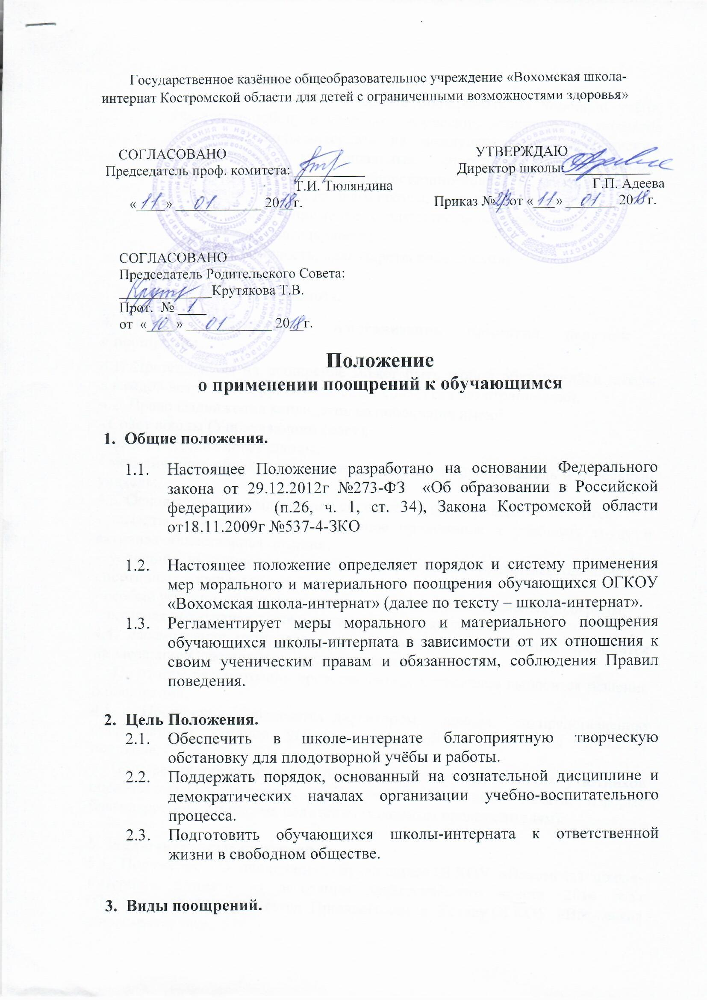 Государственное казённое общеобразовательное учреждение «Вохомская школа-
интернат Костромской области для детей с ограниченными возможностями здоровья»
СОГЛАСОВАНО
Председатель проф. комитета: __________
Т.И. Тюляндина
«11» 01 2018г.
УТВЕРЖДАЮ
Директор школы:____________
Г.П. Адеева
Приказ № от «11» 01 2018г.
СОГЛАСОВАНО
Председатель Родительского Совета:
_____________Крутякова Т.В.
Прот. № 1
от «10» 01 2018г.
Положение
о применении поощрений к обучающимся
1. Общие положения.
1.1. Настоящее Положение разработано на основании Федерального
закона от 29.12.2012г №273-ФЗ «Об образовании в Российской
федерации» (п.26, ч. 1, ст. 34), Закона Костромской области
от18.11.2009г №537-4-ЗКО
1.2. Настоящее положение определяет порядок и систему применения
мер морального и материального поощрения обучающихся ОГКОУ
«Вохомская школа-интернат» (далее по тексту – школа-интернат».
1.3. Регламентирует меры морального и материального поощрения
обучающихся школы-интерната в зависимости от их отношения к
своим ученическим правам и обязанностям, соблюдения Правил
поведения.
2. Цель Положения.
2.1. Обеспечить в школе-интернате благоприятную творческую
обстановку для плодотворной учёбы и работы.
2.2. Поддержать порядок, основанный на сознательной дисциплине и
демократических началах организации учебно-воспитательного
процесса.
2.3. Подготовить обучающихся школы-интерната к ответственной
жизни в свободном обществе.
3. Виды поощрений.